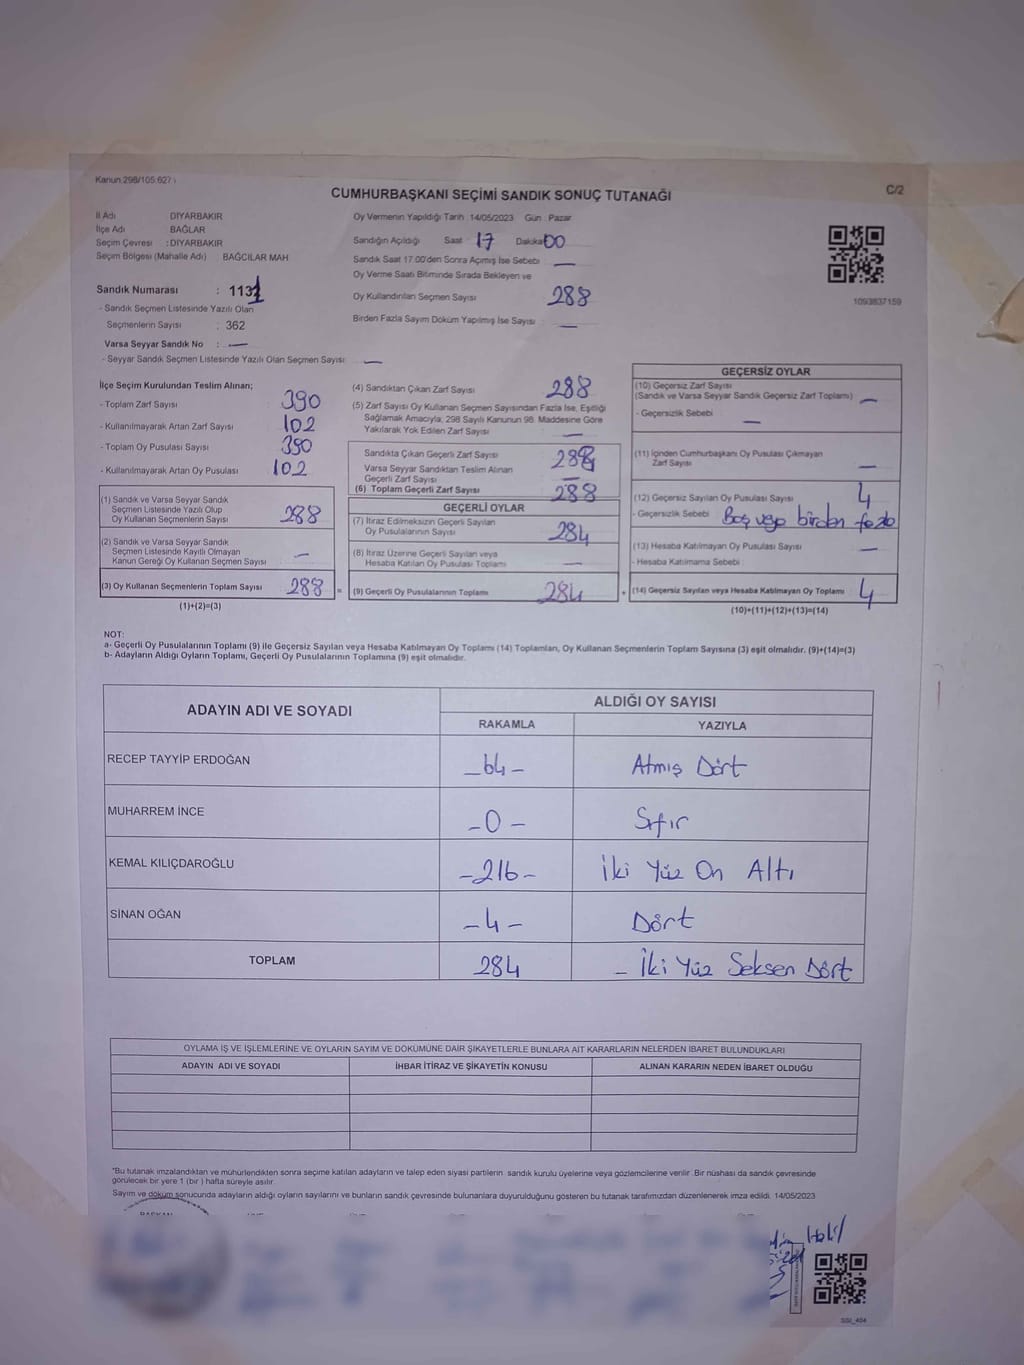 Kanun 298/105.627
C/2
CUMHURBAŞKANI SEÇİMİ SANDIK SONUÇ TUTANAĞI
İl Adı DİYARBAKIR
İlçe Adı BAĞLAR
Seçim Çevresi : DİYARBAKIR
Seçim Bölgesi (Mahalle Adı) : BAĞCILAR MAH
Sandık Numarası : 1131
- Sandık Seçmen Listesinde Yazılı Olan
Seçmenlerin Sayısı : 362
Varsa Seyyar Sandık No : —
- Seyyar Sandık Seçmen Listesinde Yazılı Olan Seçmen Sayısı: —
Oy Vermenin Yapıldığı Tarih :14/05/2023 Gün : Pazar
Sandığın Açıldığı Saat 17 Dakika 00
Sandık Saat 17.00'den Sonra Açımış İse Sebebi —
Oy Verme Saati Bitiminde Sırada Bekleyen ve
Oy Kullandırılan Seçmen Sayısı 288
Birden Fazla Sayım Döküm Yapılmış İse Sayısı —
1093837159
İlçe Seçim Kurulundan Teslim Alınan;
- Toplam Zarf Sayısı 390
- Kullanılmayarak Artan Zarf Sayısı 102
- Toplam Oy Pusulası Sayısı 390
- Kullanılmayarak Artan Oy Pusulası 102
(1) Sandık ve Varsa Seyyar Sandık
Seçmen Listesinde Yazılı Olup
Oy Kullanan Seçmenlerin Sayısı 288
(2) Sandık ve Varsa Seyyar Sandık
Seçmen Listesinde Kayıtlı Olmayan
Kanun Gereği Oy Kullanan Seçmen Sayısı —
(3) Oy Kullanan Seçmenlerin Toplam Sayısı 288 =
(1)+(2)=(3)
(4) Sandıktan Çıkan Zarf Sayısı 288
(5) Zarf Sayısı Oy Kullanan Seçmen Sayısından Fazla İse, Eşitliği
Sağlamak Amacıyla, 298 Sayılı Kanunun 98. Maddesine Göre
Yakılarak Yok Edilen Zarf Sayısı —
Sandıkta Çıkan Geçerli Zarf Sayısı 288
Varsa Seyyar Sandıktan Teslim Alınan
Geçerli Zarf Sayısı —
(6) Toplam Geçerli Zarf Sayısı 288
GEÇERLİ OYLAR
(7) İtiraz Edilmeksizin Geçerli Sayılan
Oy Pusulalarının Sayısı 284
(8) İtiraz Üzerine Geçerli Sayılan veya
Hesaba Katılan Oy Pusulası Toplamı —
(9) Geçerli Oy Pusulalarının Toplamı 284 +
GEÇERSİZ OYLAR
(10) Geçersiz Zarf Sayısı
(Sandık ve Varsa Seyyar Sandık Geçersiz Zarf Toplamı) —
- Geçersizlik Sebebi —
(11) İçinden Cumhurbaşkanı Oy Pusulası Çıkmayan
Zarf Sayısı —
(12) Geçersiz Sayılan Oy Pusulası Sayısı 4
- Geçersizlik Sebebi Boş veya birden fazla
(13) Hesaba Katılmayan Oy Pusulası Sayısı —
- Hesaba Katılmama Sebebi
(14) Geçersiz Sayılan veya Hesaba Katılmayan Oy Toplamı 4
(10)+(11)+(12)+(13)=(14)
NOT:
a- Geçerli Oy Pusulalarının Toplamı (9) ile Geçersiz Sayılan veya Hesaba Katılmayan Oy Toplamı (14) Toplamları, Oy Kullanan Seçmenlerin Toplam Sayısına (3) eşit olmalıdır. (9)+(14)=(3)
b- Adayların Aldığı Oyların Toplamı, Geçerli Oy Pusulalarının Toplamına (9) eşit olmalıdır.
ADAYIN ADI VE SOYADI ALDIĞI OY SAYISI
RAKAMLA YAZIYLA
RECEP TAYYİP ERDOĞAN -64- Atmış Dört
MUHARREM İNCE -0- Sıfır
KEMAL KILIÇDAROĞLU -216- İki Yüz On Altı
SİNAN OĞAN -4- Dört
TOPLAM 284 - İki Yüz Seksen Dört
OYLAMA İŞ VE İŞLEMLERİNE VE OYLARIN SAYIM VE DÖKÜMÜNE DAİR ŞİKAYETLERLE BUNLARA AİT KARARLARIN NELERDEN İBARET BULUNDUKLARI
ADAYIN ADI VE SOYADI İHBAR İTİRAZ VE ŞİKAYETİN KONUSU ALINAN KARARIN NEDEN İBARET OLDUĞU
"Bu tutanak imzalandıktan ve mühürlendikten sonra seçime katılan adayların ve talep eden siyasi partilerin sandık kurulu üyelerine veya gözlemcilerine verilir. Bir nüshası da sandık çevresinde
görülecek bir yere 1 (bir ) hafta süreyle asılır.
Sayım ve döküm sonucunda adayların aldığı oyların sayılarını ve bunların sandık çevresinde bulunanlara duyurulduğunu gösteren bu tutanak tarafımızdan düzenlenerek imza edildi. 14/05/2023
BAŞKAN
Halil